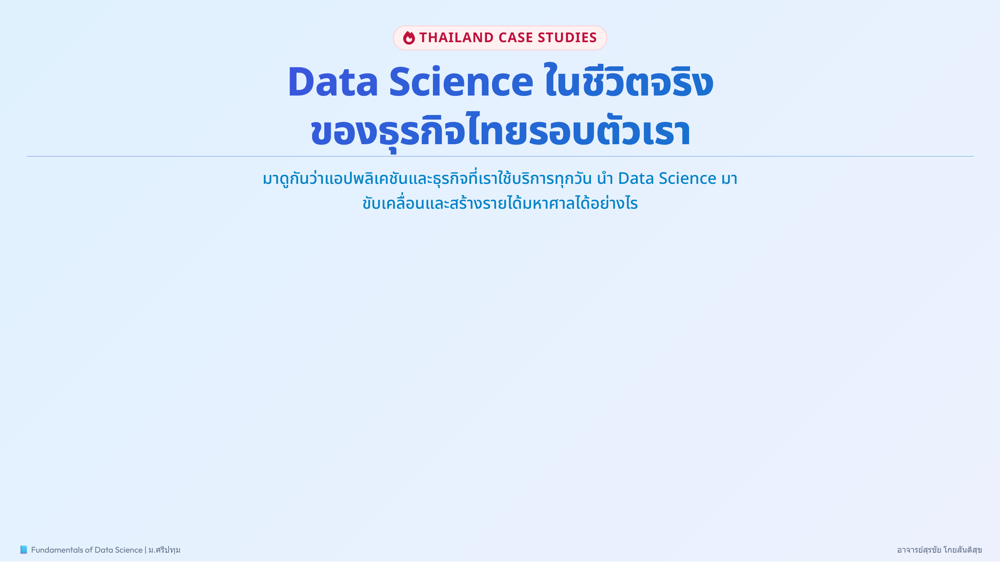 THAILAND CASE STUDIES
Data Science ในชีวิตจริง
ของธุรกิจไทยรอบตัวเรา
มาดูกันว่าแอปพลิเคชันและธุรกิจที่เราใช้บริการทุกวัน นำ Data Science มา
ขับเคลื่อนและสร้างรายได้มหาศาลได้อย่างไร
Fundamentals of Data Science | ม.ศรีปทุม
อาจารย์สุรชัย โกยสันติสุข